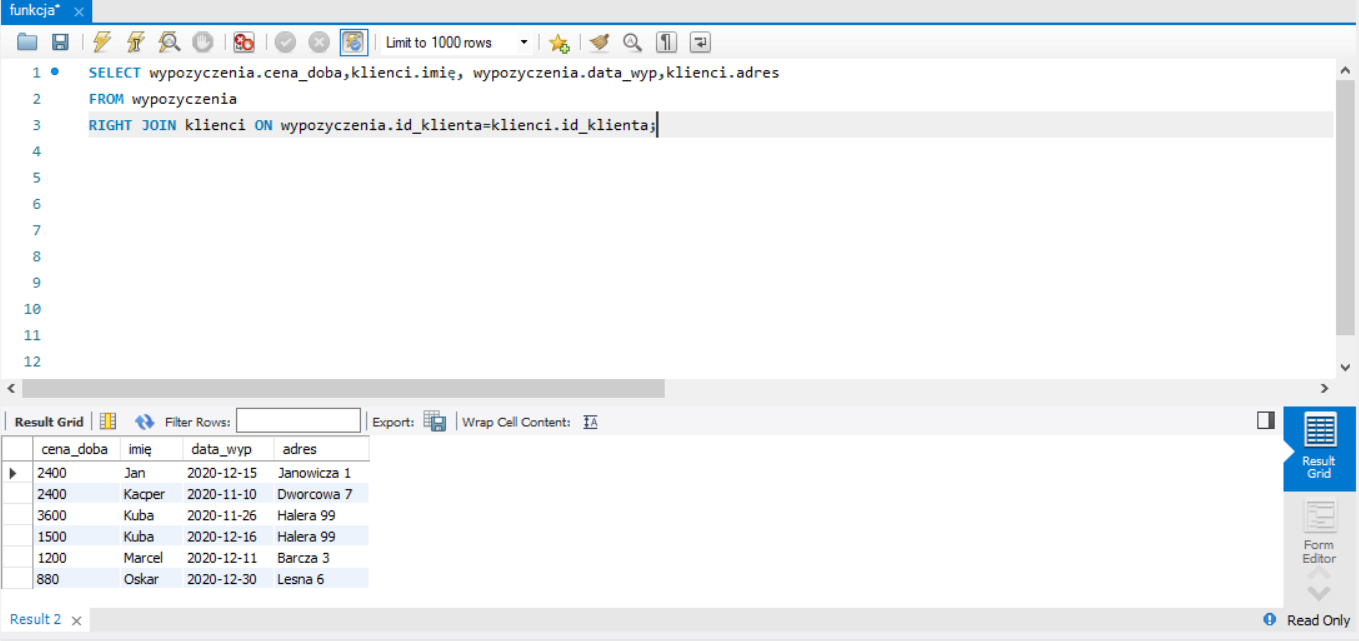 funkcja*
Limit to 1000 rows
1 SELECT wypozyczenia.cena_doba,klienci.imię, wypozyczenia.data_wyp,klienci.adres
2 FROM wypozyczenia
3 RIGHT JOIN klienci ON wypozyczenia.id_klienta=klienci.id_klienta;
4
5
6
7
8
9
10
11
12
Result Grid Filter Rows: Export: Wrap Cell Content:
cena_doba imię data_wyp adres
2400 Jan 2020-12-15 Janowicza 1
2400 Kacper 2020-11-10 Dworcowa 7
3600 Kuba 2020-11-26 Halera 99
1500 Kuba 2020-12-16 Halera 99
1200 Marcel 2020-12-11 Barcza 3
880 Oskar 2020-12-30 Lesna 6
Result
Grid
Form
Editor
Result 2 Read Only